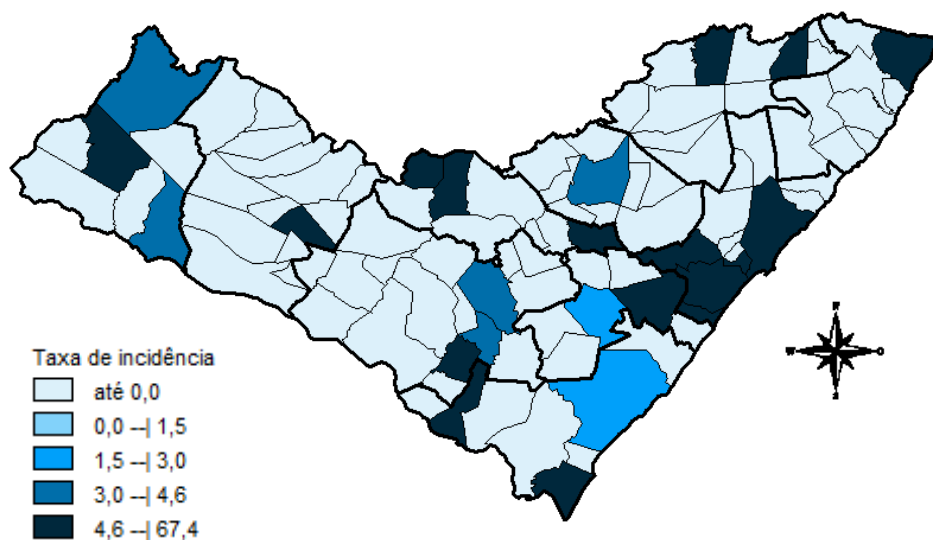 Taxa de incidência
até 0,0
0,0 --| 1,5
1,5 --| 3,0
3,0 --| 4,6
4,6 --| 67,4
N
W
O
S